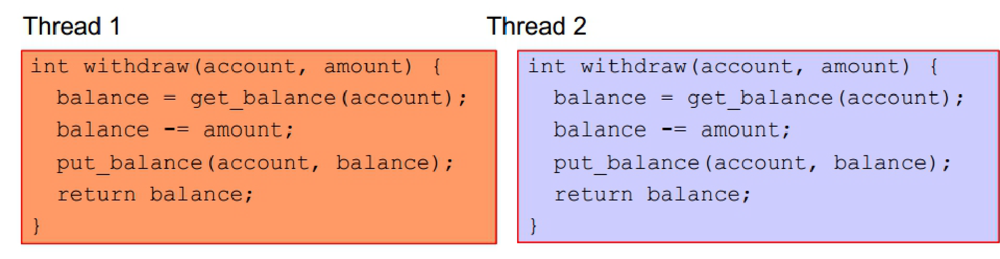 Thread 1
int withdraw(account, amount) {
balance = get_balance(account);
balance -= amount;
put_balance(account, balance);
return balance;
}
Thread 2
int withdraw(account, amount) {
balance = get_balance(account);
balance -= amount;
put_balance(account, balance);
return balance;
}